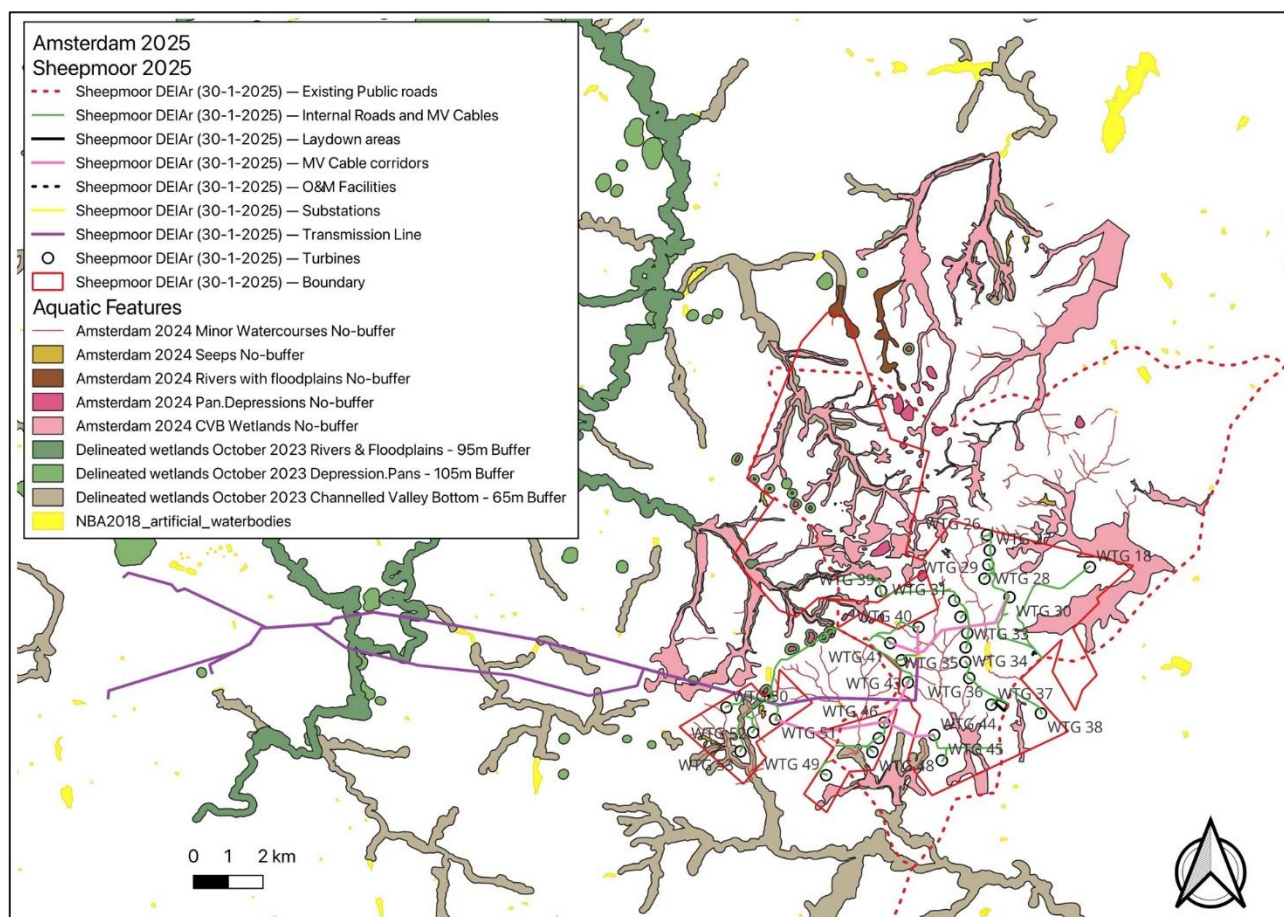 Amsterdam 2025
Sheepmoor 2025
Sheepmoor DEIAr (30-1-2025) — Existing Public roads
Sheepmoor DEIAr (30-1-2025) — Internal Roads and MV Cables
Sheepmoor DEIAr (30-1-2025) — Laydown areas
Sheepmoor DEIAr (30-1-2025) — MV Cable corridors
Sheepmoor DEIAr (30-1-2025) — O&M Facilities
Sheepmoor DEIAr (30-1-2025) — Substations
Sheepmoor DEIAr (30-1-2025) — Transmission Line
Sheepmoor DEIAr (30-1-2025) — Turbines
Sheepmoor DEIAr (30-1-2025) — Boundary
Aquatic Features
Amsterdam 2024 Minor Watercourses No-buffer
Amsterdam 2024 Seeps No-buffer
Amsterdam 2024 Rivers with floodplains No-buffer
Amsterdam 2024 Pan.Depressions No-buffer
Amsterdam 2024 CVB Wetlands No-buffer
Delineated wetlands October 2023 Rivers & Floodplains - 95m Buffer
Delineated wetlands October 2023 Depression.Pans - 105m Buffer
Delineated wetlands October 2023 Channelled Valley Bottom - 65m Buffer
NBA2018_artificial_waterbodies
WTG 26
WTG 27
WTG 18
WTG 29
WTG 28
WTG 39
WTG 31
WTG 30
WTG 40
WTG 33
WTG 41
WTG 35
WTG 34
WTG 43
WTG 36
WTG 37
WTG 50
WTG 46
WTG 44
WTG 38
WTG 52
WTG 51
WTG 45
WTG 53
WTG 49
WTG 48
0 1 2 km